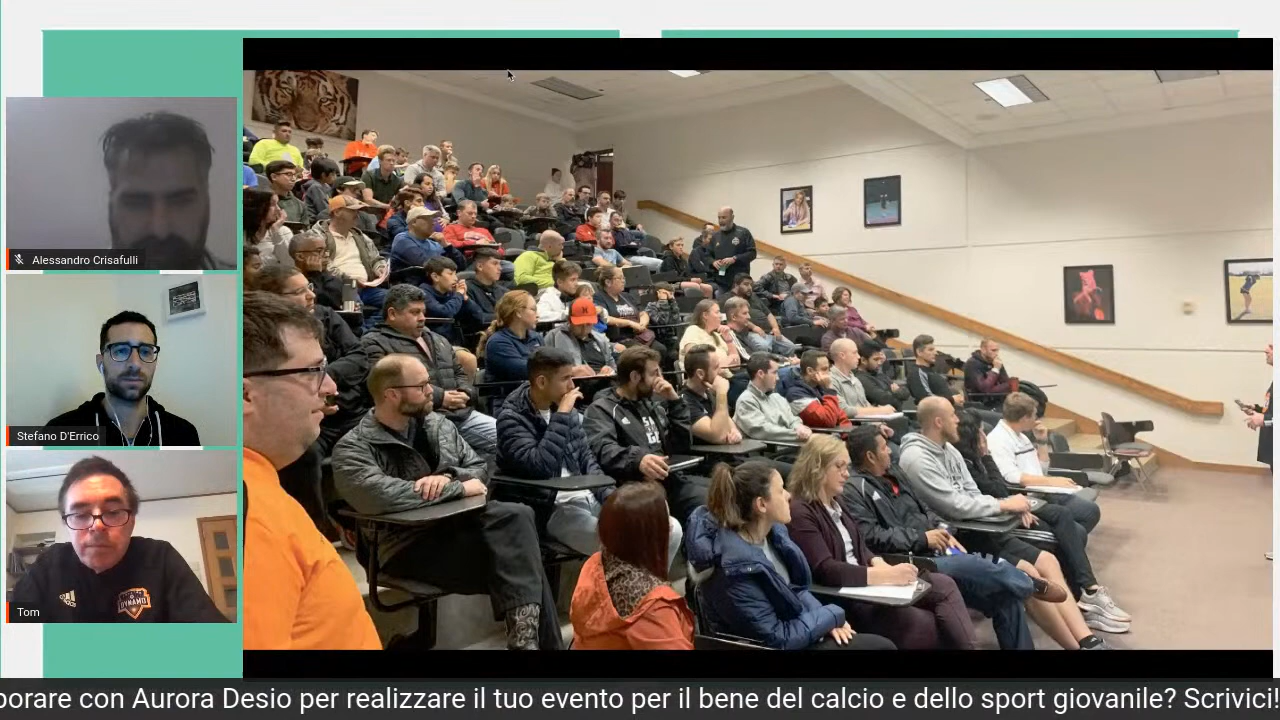 Alessandro Crisafulli
Stefano D'Errico
Tom
DYNAMO
porare con Aurora Desio per realizzare il tuo evento per il bene del calcio e dello sport giovanile? Scrivici!